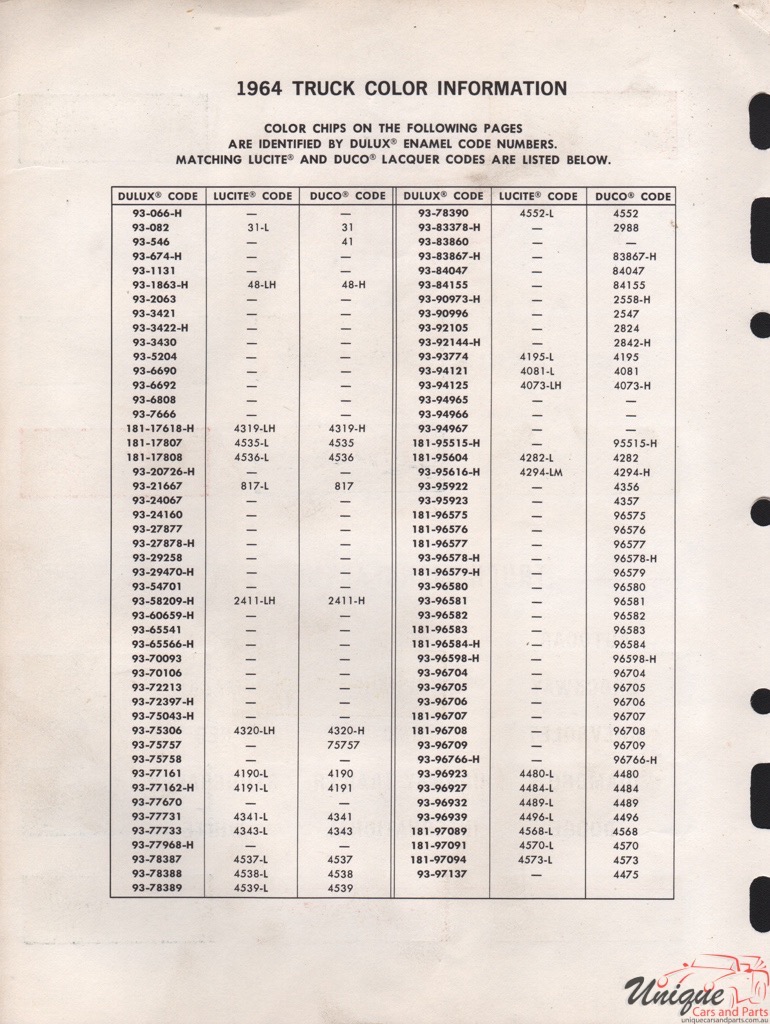 1964 TRUCK COLOR INFORMATION
COLOR CHIPS ON THE FOLLOWING PAGES
ARE IDENTIFIED BY DULUX® ENAMEL CODE NUMBERS.
MATCHING LUCITE® AND DUCO® LACQUER CODES ARE LISTED BELOW.
DULUX® CODE LUCITE® CODE DUCO® CODE DULUX® CODE LUCITE® CODE DUCO® CODE
93-066-H — — 93-78390 4552-L 4552
93-082 31-L 31 93-83378-H — 2988
93-546 — 41 93-83860 — —
93-674-H — — 93-83867-H — 83867-H
93-1131 — — 93-84047 — 84047
93-1863-H 48-LH 48-H 93-84155 — 84155
93-2063 — — 93-90973-H — 2558-H
93-3421 — — 93-90996 — 2547
93-3422-H — — 93-92105 — 2824
93-3430 — — 93-92144-H — 2842-H
93-5204 — — 93-93774 4195-L 4195
93-6690 — — 93-94121 4081-L 4081
93-6692 — — 93-94125 4073-LH 4073-H
93-6808 — — 93-94965 — —
93-7666 — — 93-94966 — —
181-17618-H 4319-LH 4319-H 93-94967 — —
181-17807 4535-L 4535 181-95515-H — 95515-H
181-17808 4536-L 4536 181-95604 4282-L 4282
93-20726-H — — 93-95616-H 4294-LM 4294-H
93-21667 817-L 817 93-95922 — 4356
93-24067 — — 93-95923 — 4357
93-24160 — — 181-96575 — 96575
93-27877 — — 181-96576 — 96576
93-27878-H — — 181-96577 — 96577
93-29258 — — 93-96578-H — 96578-H
93-29470-H — — 181-96579-H — 96579
93-54701 — — 93-96580 — 96580
93-58209-H 2411-LH 2411-H 93-96581 — 96581
93-60659-H — — 93-96582 — 96582
93-65541 — — 181-96583 — 96583
93-65566-H — — 181-96584-H — 96584
93-70093 — — 93-96598-H — 96598-H
93-70106 — — 93-96704 — 96704
93-72213 — — 93-96705 — 96705
93-72397-H — — 93-96706 — 96706
93-75043-H — — 181-96707 — 96707
93-75306 4320-LH 4320-H 181-96708 — 96708
93-75757 — 75757 93-96709 — 96709
93-75758 — — 93-96766-H — 96766-H
93-77161 4190-L 4190 93-96923 4480-L 4480
93-77162-H 4191-L 4191 93-96927 4484-L 4484
93-77670 — — 93-96932 4489-L 4489
93-77731 4341-L 4341 93-96939 4496-L 4496
93-77733 4343-L 4343 181-97089 4568-L 4568
93-77968-H — — 181-97091 4570-L 4570
93-78387 4537-L 4537 181-97094 4573-L 4573
93-78388 4538-L 4538 93-97137 — 4475
93-78389 4539-L 4539
Unique
Cars and Parts
uniquecarsandparts.com.au